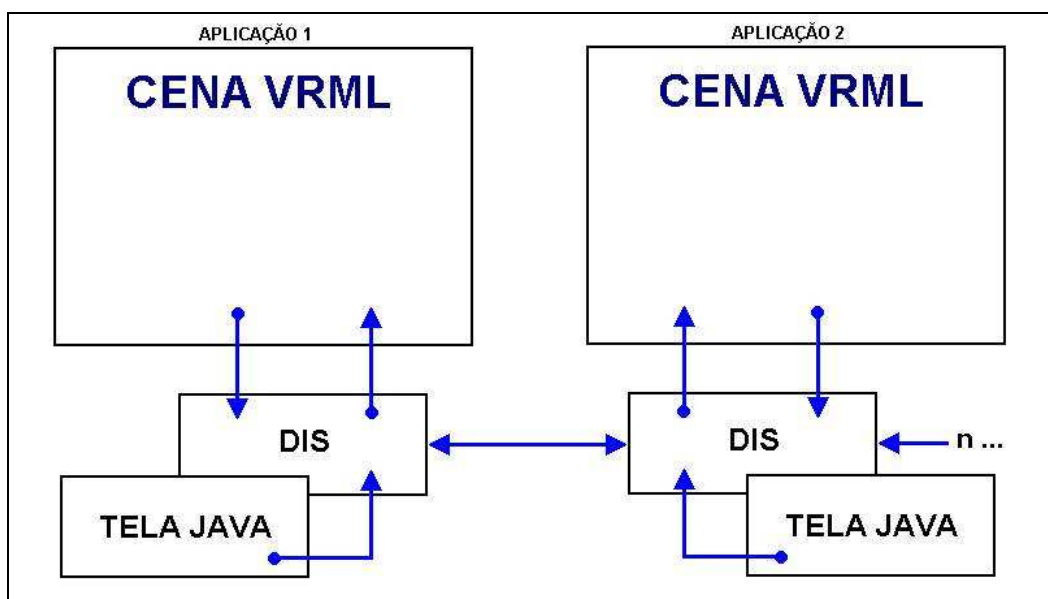 APLICAÇÃO 1
CENA VRML
DIS
TELA JAVA
APLICAÇÃO 2
CENA VRML
DIS
n ...
TELA JAVA